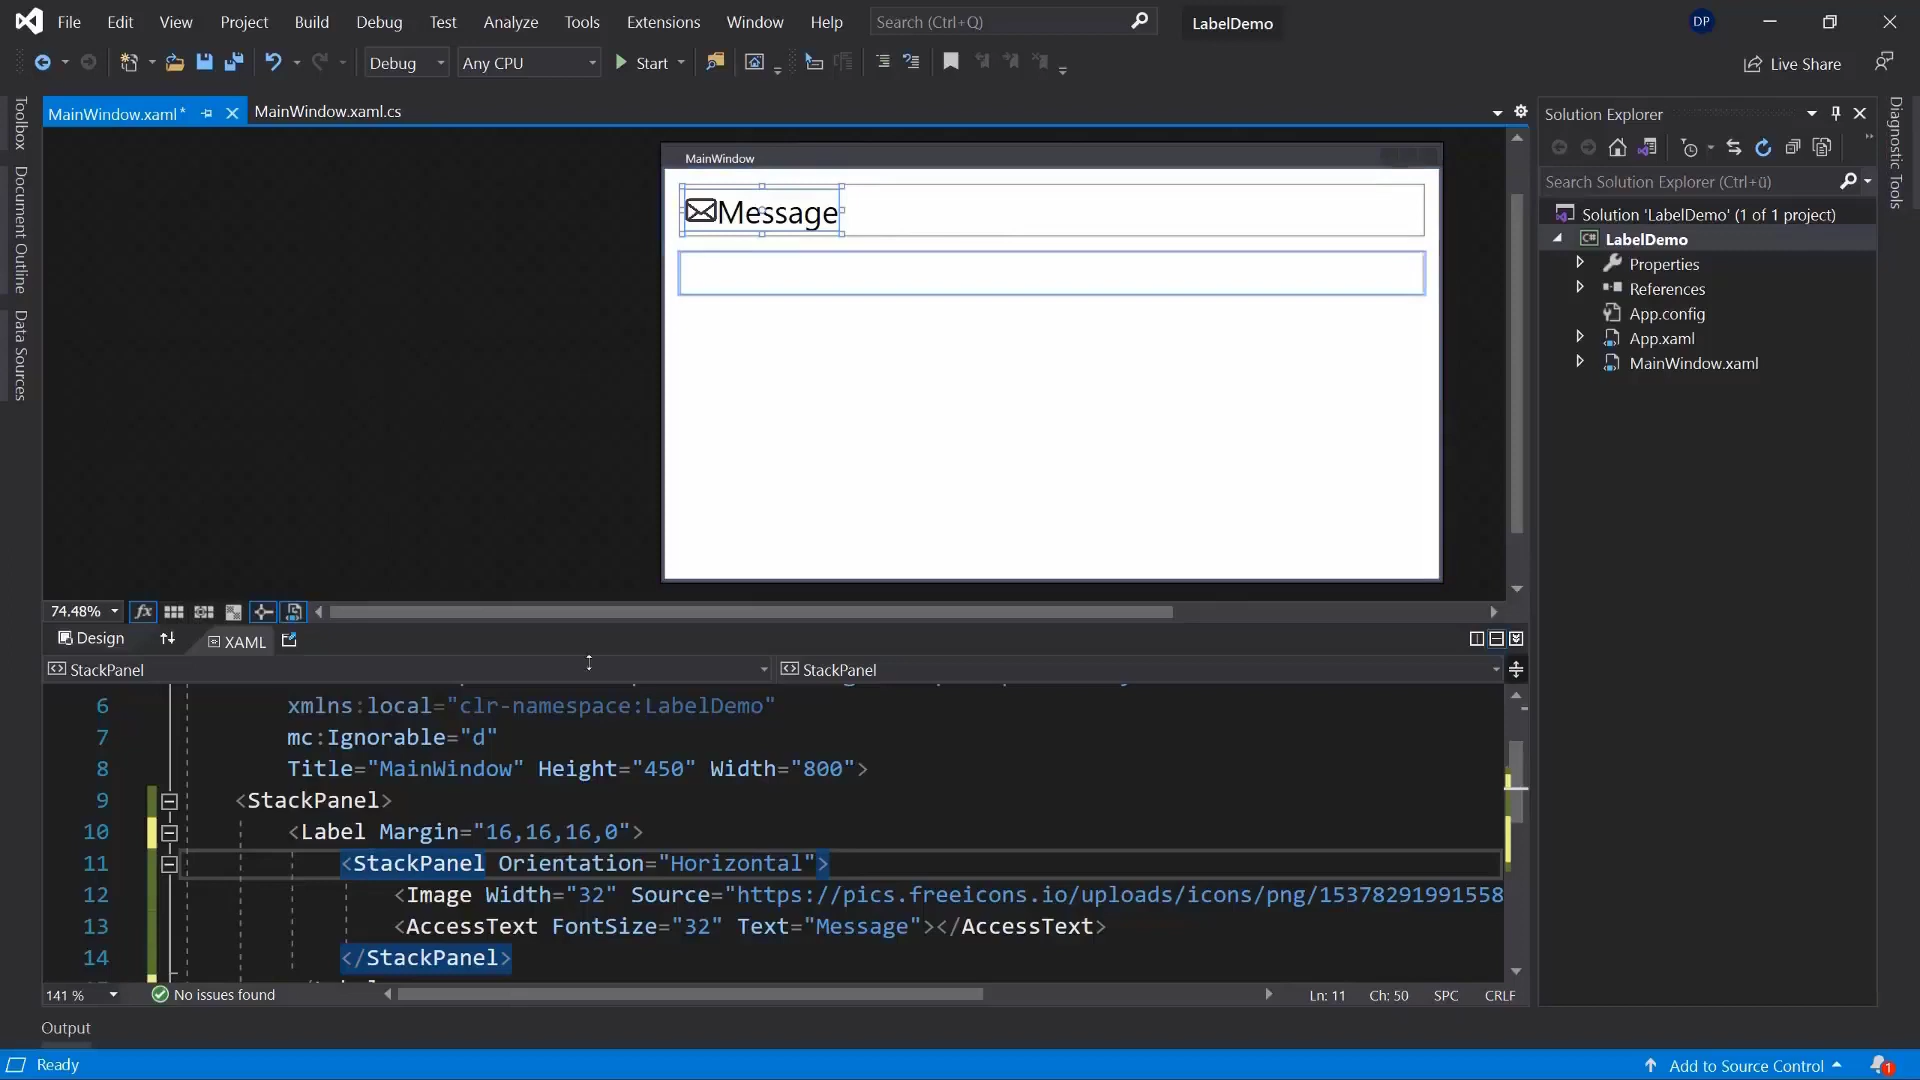 File Edit View Project Build Debug Test Analyze Tools Extensions Window Help Search (Ctrl+Q) LabelDemo DP
Debug Any CPU Start Live Share
MainWindow.xaml* MainWindow.xaml.cs
Toolbox
Document Outline
Data Sources
MainWindow
Message
74.48% fx
Design XAML
StackPanel StackPanel
6 xmlns:local="clr-namespace:LabelDemo"
7 mc:Ignorable="d"
8 Title="MainWindow" Height="450" Width="800">
9 <StackPanel>
10 <Label Margin="16,16,16,0">
11 <StackPanel Orientation="Horizontal">
12 <Image Width="32" Source="https://pics.freeicons.io/uploads/icons/png/15378291991558
13 <AccessText FontSize="32" Text="Message"></AccessText>
14 </StackPanel>
141 % No issues found Ln: 11 Ch: 50 SPC CRLF
Output
Solution Explorer
Search Solution Explorer (Ctrl+ü)
Solution 'LabelDemo' (1 of 1 project)
C# LabelDemo
Properties
References
App.config
App.xaml
MainWindow.xaml
Diagnostic Tools
Ready Add to Source Control 1